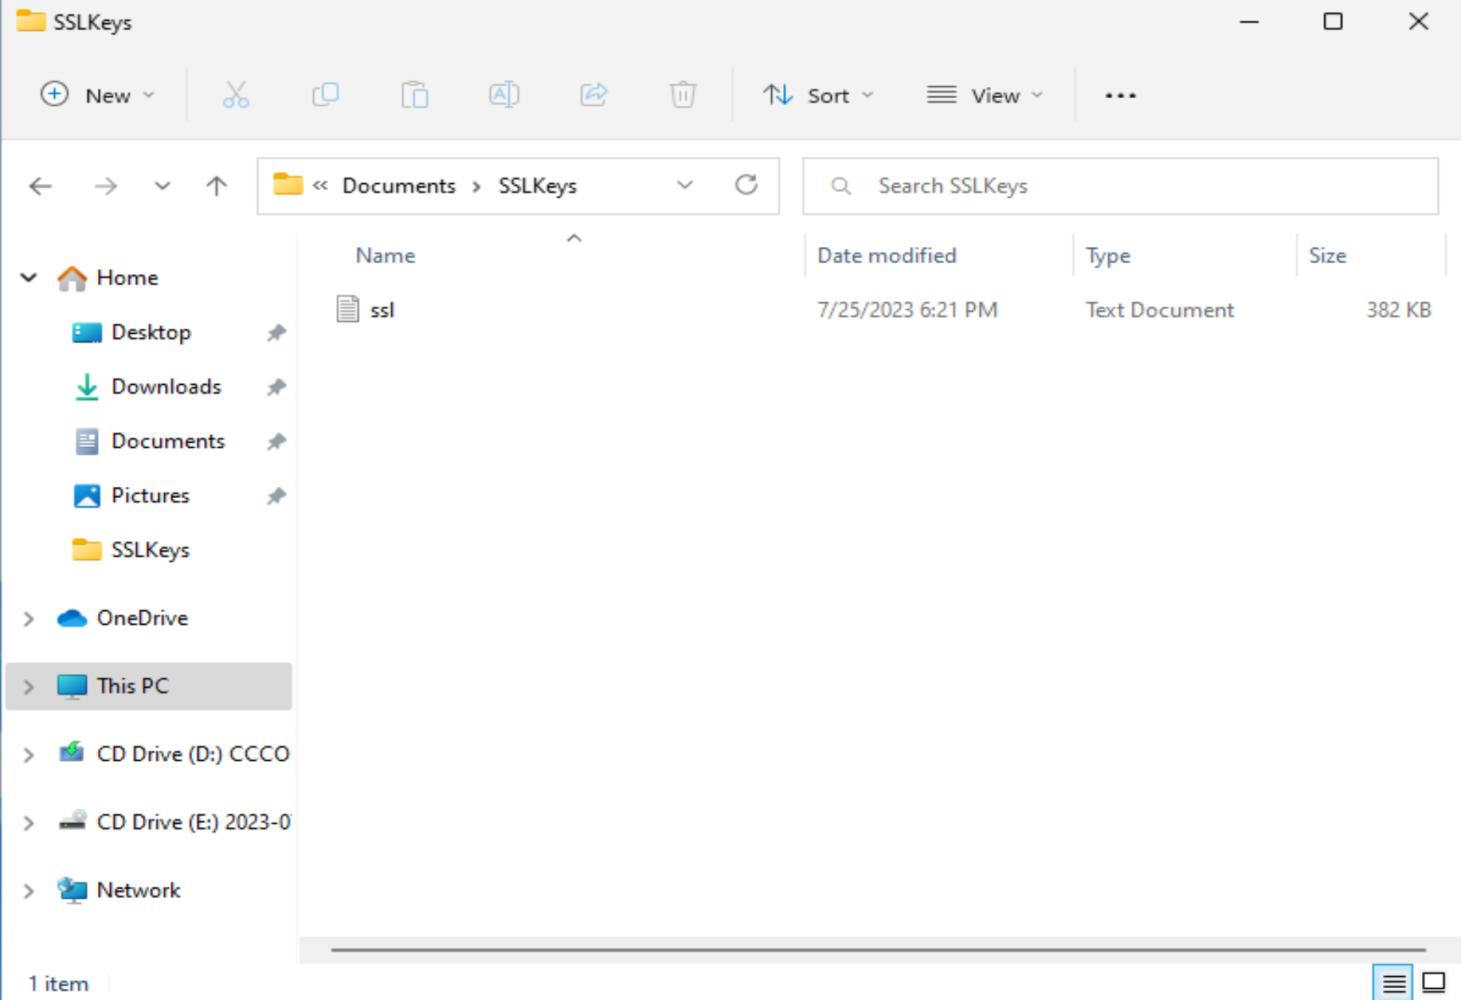 SSLKeys
New
Sort
View
Documents > SSLKeys
Search SSLKeys
Name
Date modified
Type
Size
ssl
7/25/2023 6:21 PM
Text Document
382 KB
Home
Desktop
Downloads
Documents
Pictures
SSLKeys
OneDrive
This PC
CD Drive (D:) CCCO
CD Drive (E:) 2023-0
Network
1 item